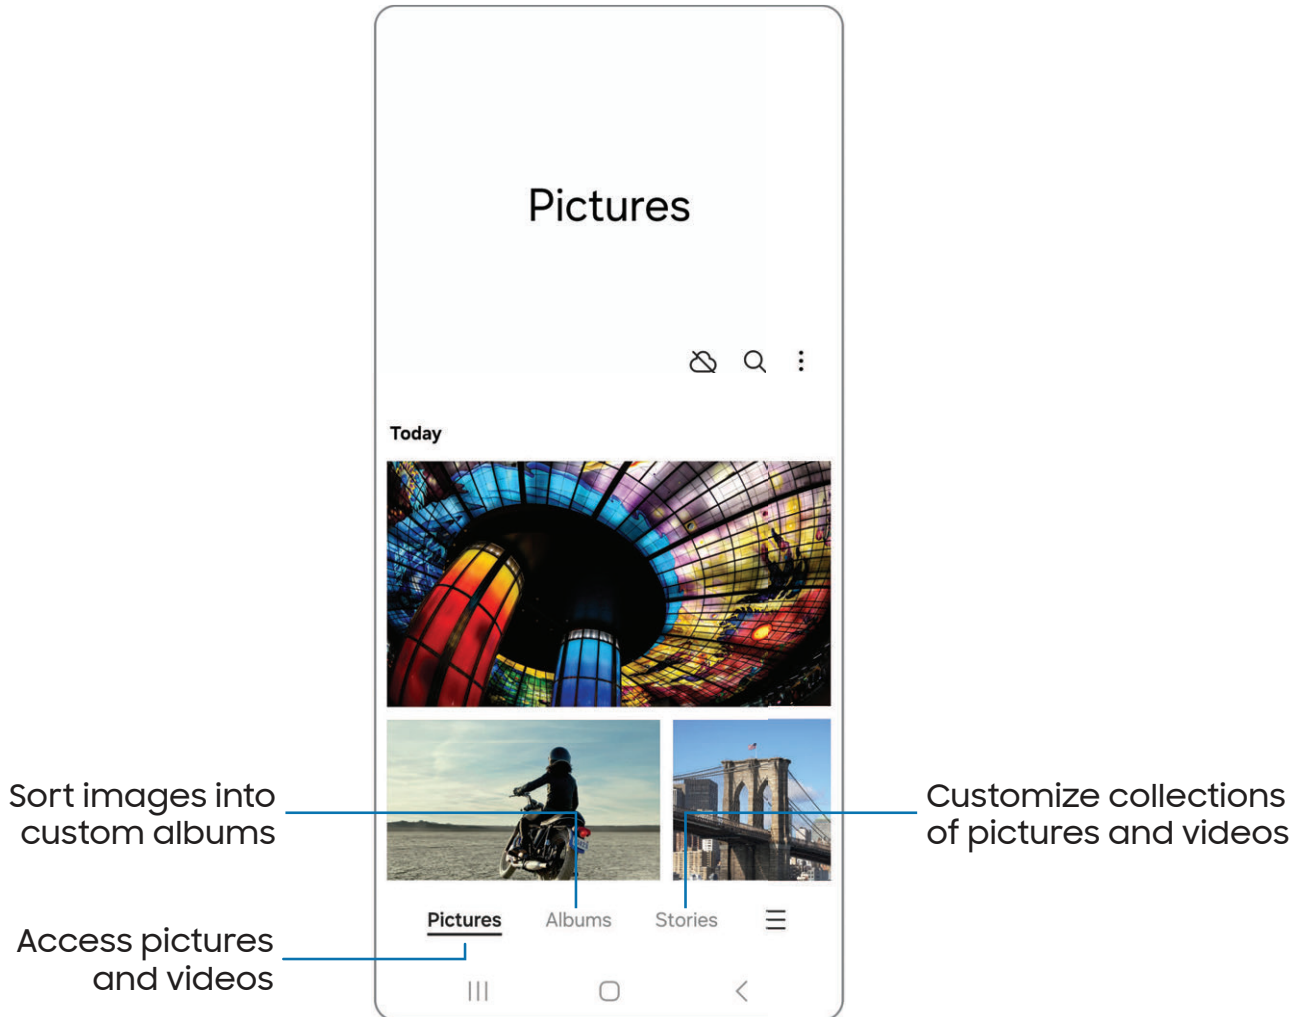 Pictures
Today
Sort images into
custom albums
Customize collections
of pictures and videos
Pictures Albums Stories
Access pictures
and videos